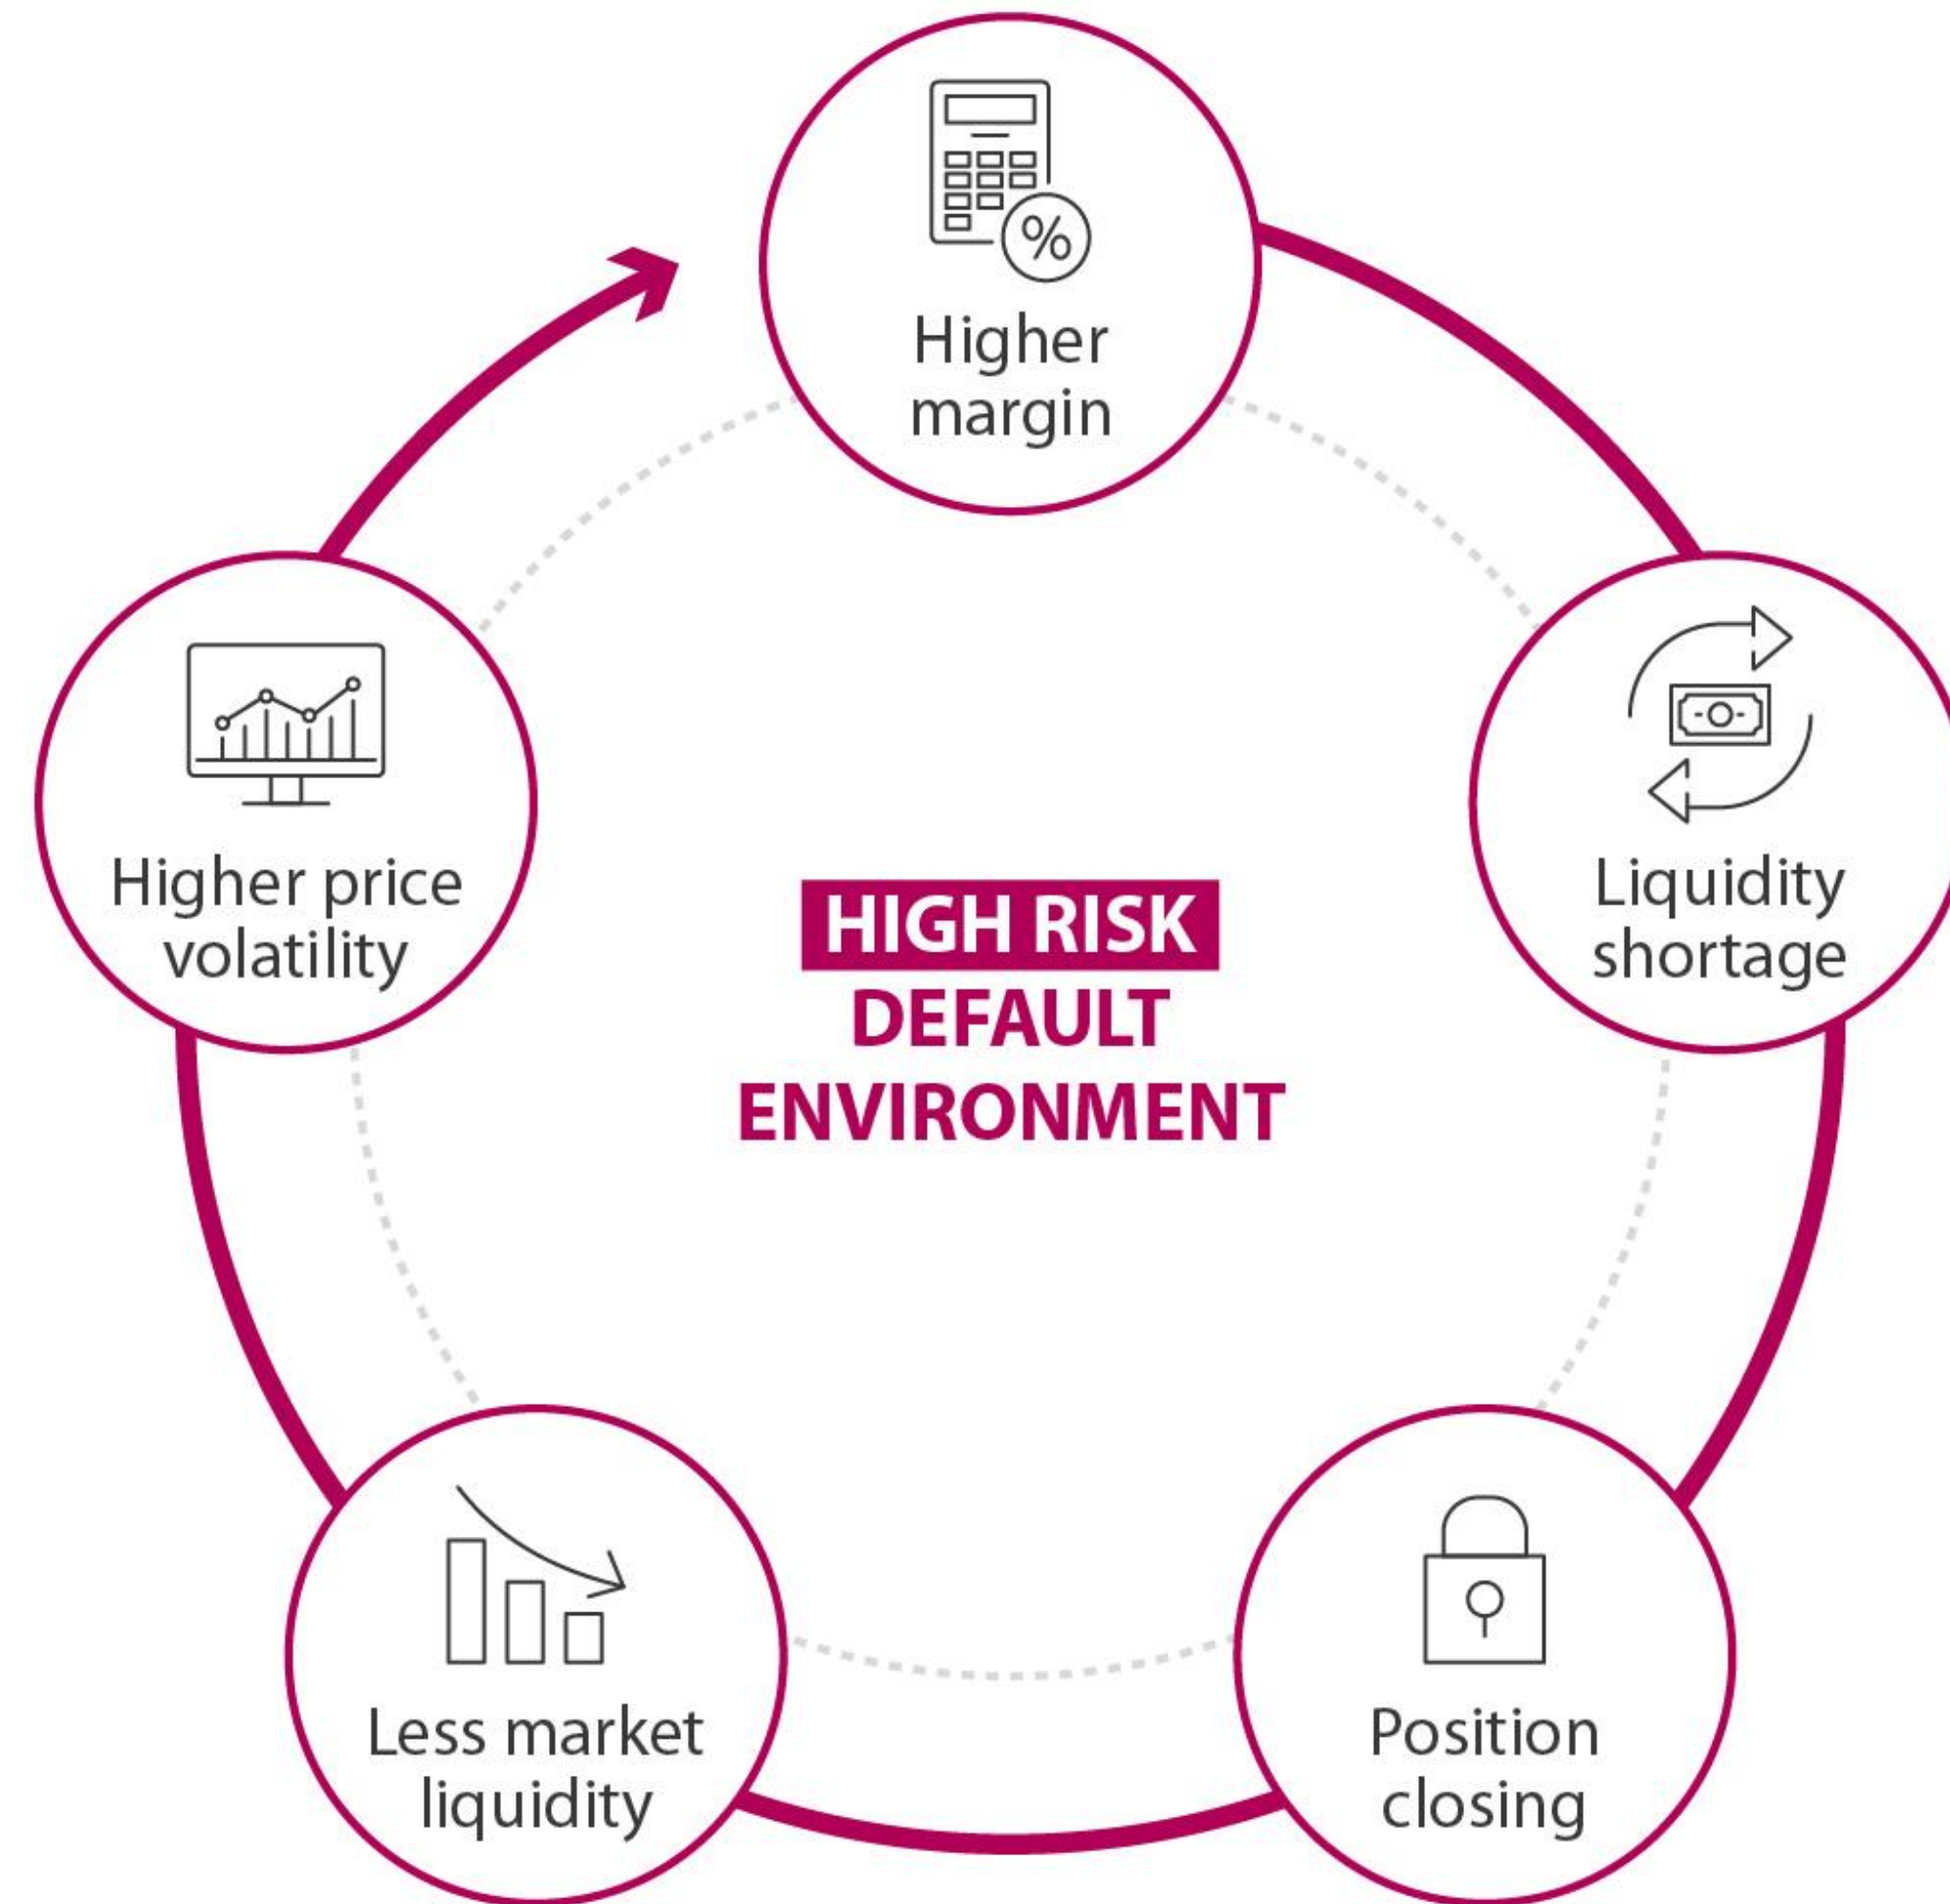 %
Higher
margin
Liquidity
shortage
Position
closing
Less market
liquidity
Higher price
volatility
HIGH RISK
DEFAULT
ENVIRONMENT